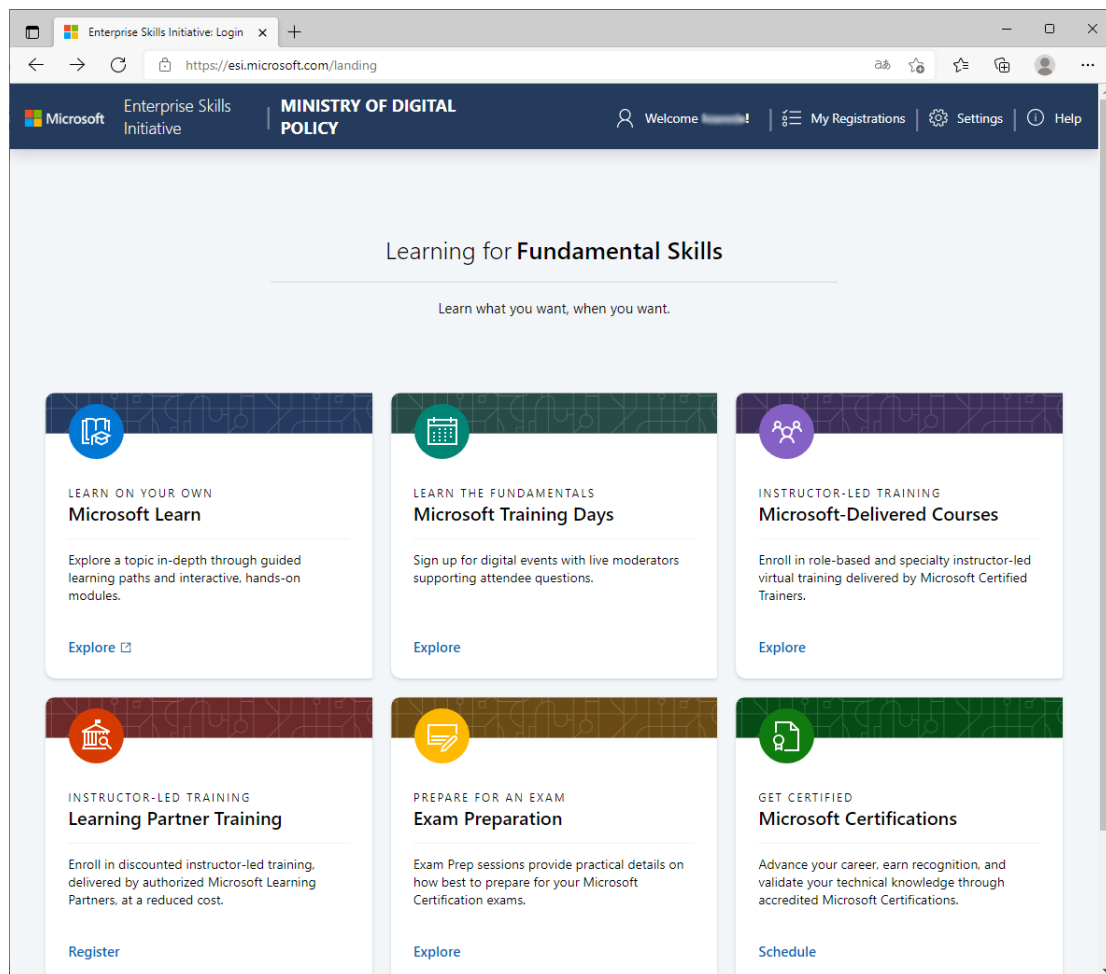 Enterprise Skills Initiative: Login
https://esi.microsoft.com/landing
Microsoft
Enterprise Skills
Initiative
MINISTRY OF DIGITAL
POLICY
Welcome !
My Registrations
Settings
Help
Learning for Fundamental Skills
Learn what you want, when you want.
LEARN ON YOUR OWN
Microsoft Learn
Explore a topic in-depth through guided
learning paths and interactive, hands-on
modules.
Explore
LEARN THE FUNDAMENTALS
Microsoft Training Days
Sign up for digital events with live moderators
supporting attendee questions.
Explore
INSTRUCTOR-LED TRAINING
Microsoft-Delivered Courses
Enroll in role-based and specialty instructor-led
virtual training delivered by Microsoft Certified
Trainers.
Explore
INSTRUCTOR-LED TRAINING
Learning Partner Training
Enroll in discounted instructor-led training,
delivered by authorized Microsoft Learning
Partners, at a reduced cost.
Register
PREPARE FOR AN EXAM
Exam Preparation
Exam Prep sessions provide practical details on
how best to prepare for your Microsoft
Certification exams.
Explore
GET CERTIFIED
Microsoft Certifications
Advance your career, earn recognition, and
validate your technical knowledge through
accredited Microsoft Certifications.
Schedule